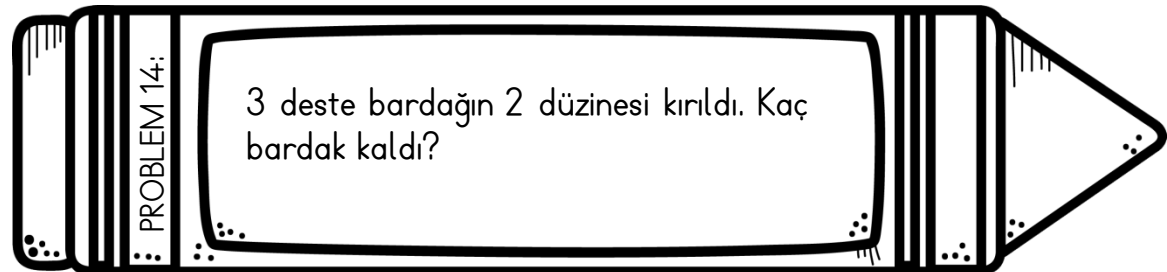 PROBLEM 14:
3 deste bardağın 2 düzinesi kırıldı. Kaç
bardak kaldı?